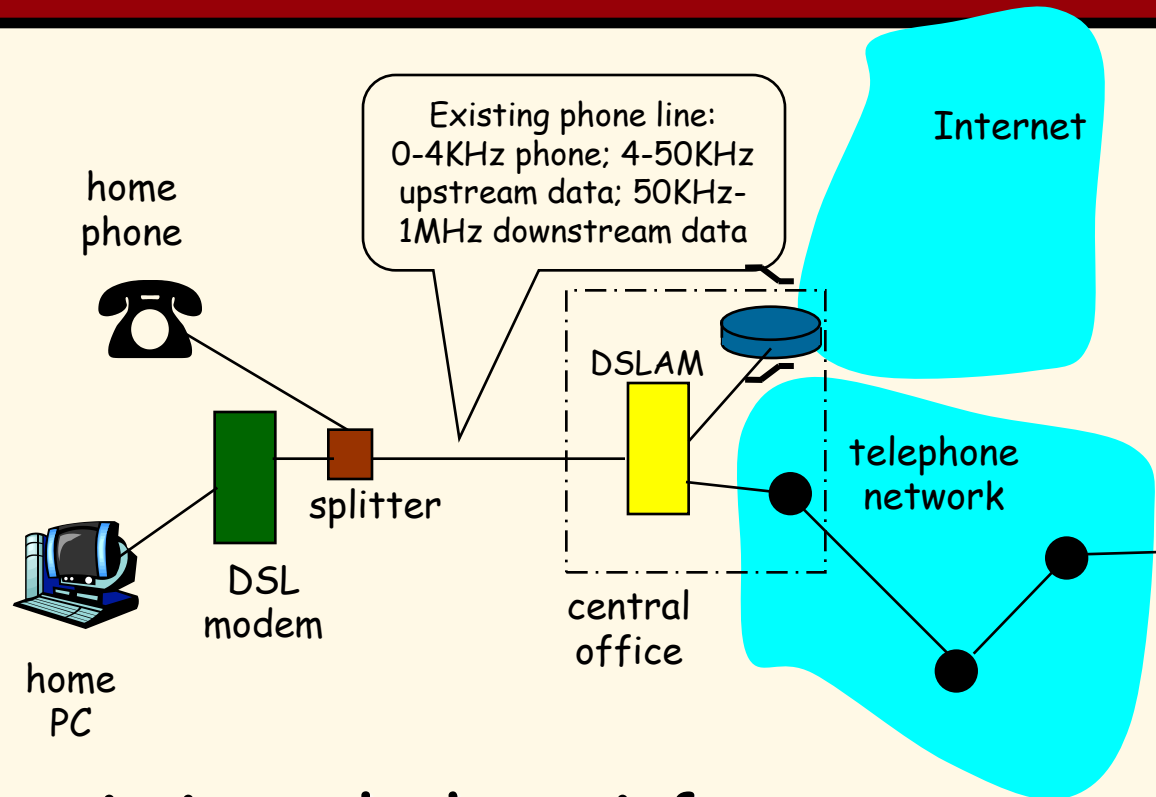 Existing phone line:
0-4KHz phone; 4-50KHz
upstream data; 50KHz-
1MHz downstream data
Internet
home
phone
DSLAM
telephone
network
splitter
DSL
modem
central
office
home
PC